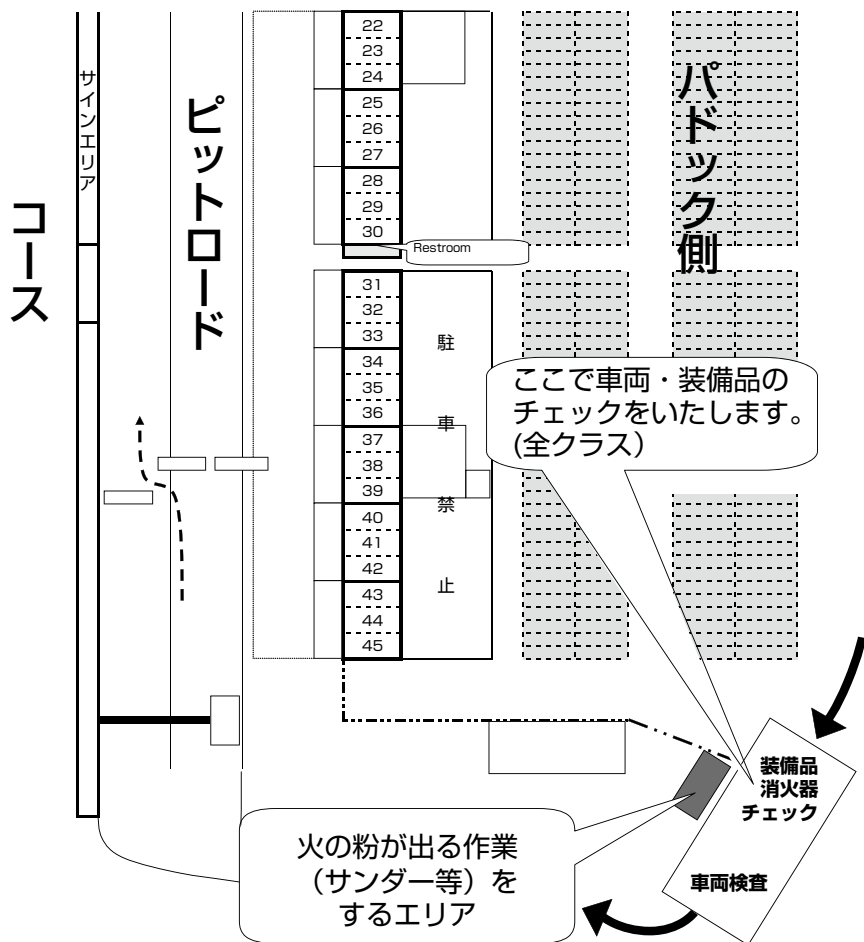 コース
サインエリア
ピットロード
22
23
24
25
26
27
28
29
30
Restroom
31
32
33
34
35
36
37
38
39
40
41
42
43
44
45
駐車禁止
パドック側
ここで車両・装備品の
チェックをいたします。
(全クラス）
装備品
消火器
チェック
車両検査
火の粉が出る作業
（サンダー等）を
するエリア